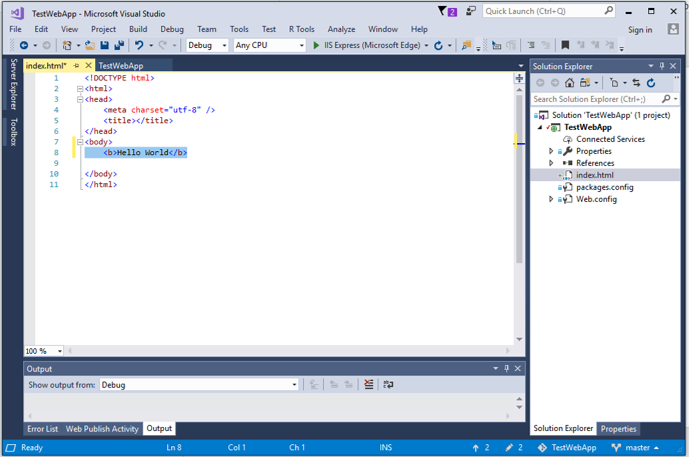 TestWebApp - Microsoft Visual Studio
2
Quick Launch (Ctrl+Q)
File Edit View Project Build Debug Team Tools Test R Tools Analyze Window Help Sign in
Debug Any CPU IIS Express (Microsoft Edge)
Server Explorer
Toolbox
index.html* TestWebApp
1 <!DOCTYPE html>
2 <html>
3 <head>
4 <meta charset="utf-8" />
5 <title></title>
6 </head>
7 <body>
8 <b>Hello World</b>
9
10 </body>
11 </html>
100 %
Solution Explorer
Search Solution Explorer (Ctrl+;)
Solution 'TestWebApp' (1 project)
TestWebApp
Connected Services
Properties
References
index.html
packages.config
Web.config
Output
Show output from: Debug
Error List Web Publish Activity Output
Solution Explorer Properties
Ready Ln 8 Col 1 Ch 1 INS 2 2 TestWebApp master